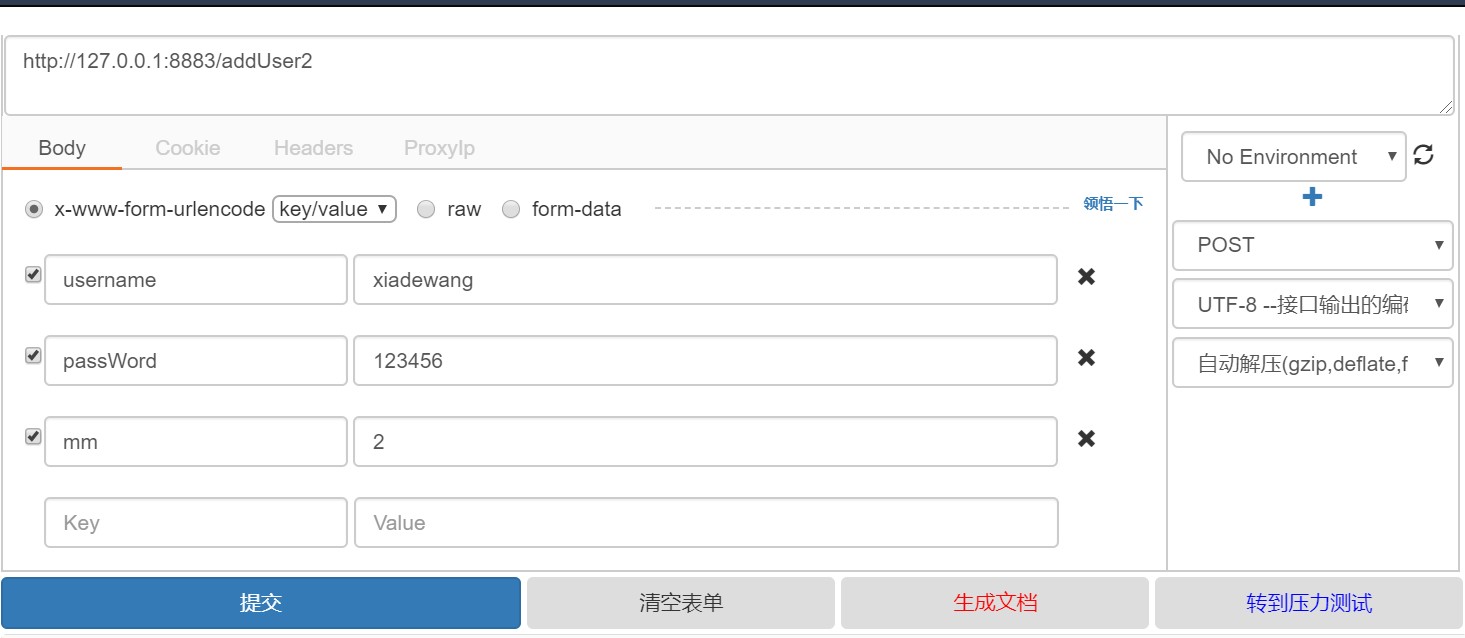 http://127.0.0.1:8883/addUser2
Body Cookie Headers ProxyIp
No Environment
x-www-form-urlencode key/value raw form-data 领悟一下
POST
username xiadewang
UTF-8 --接口输出的编
passWord 123456
自动解压(gzip,deflate,f
mm 2
Key Value
提交 清空表单 生成文档 转到压力测试